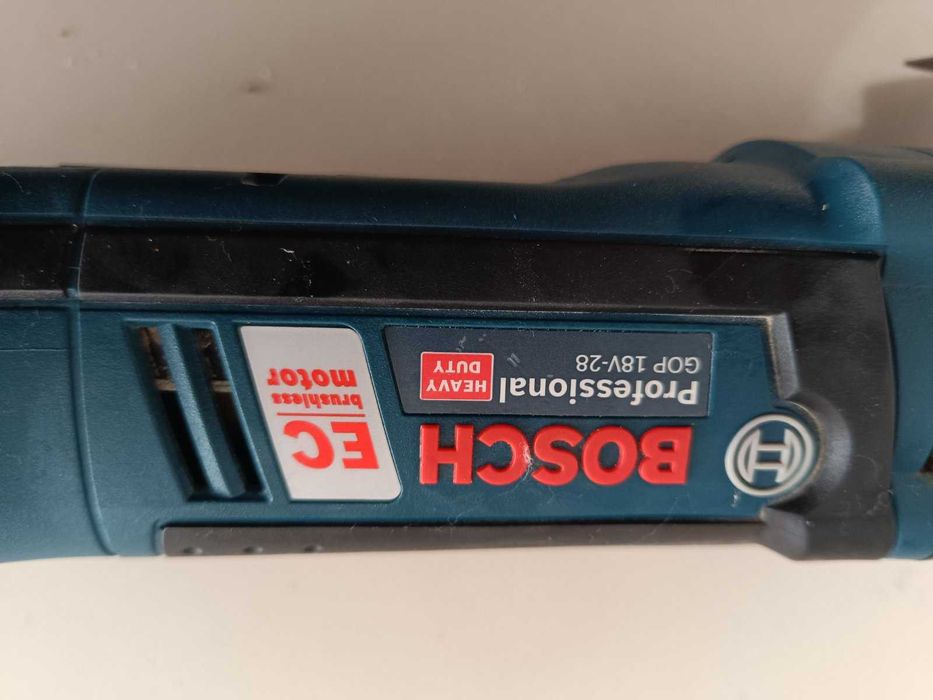 BOSCH
Professional
GOP 18V-28
HEAVY
DUTY
EC
brushless
motor